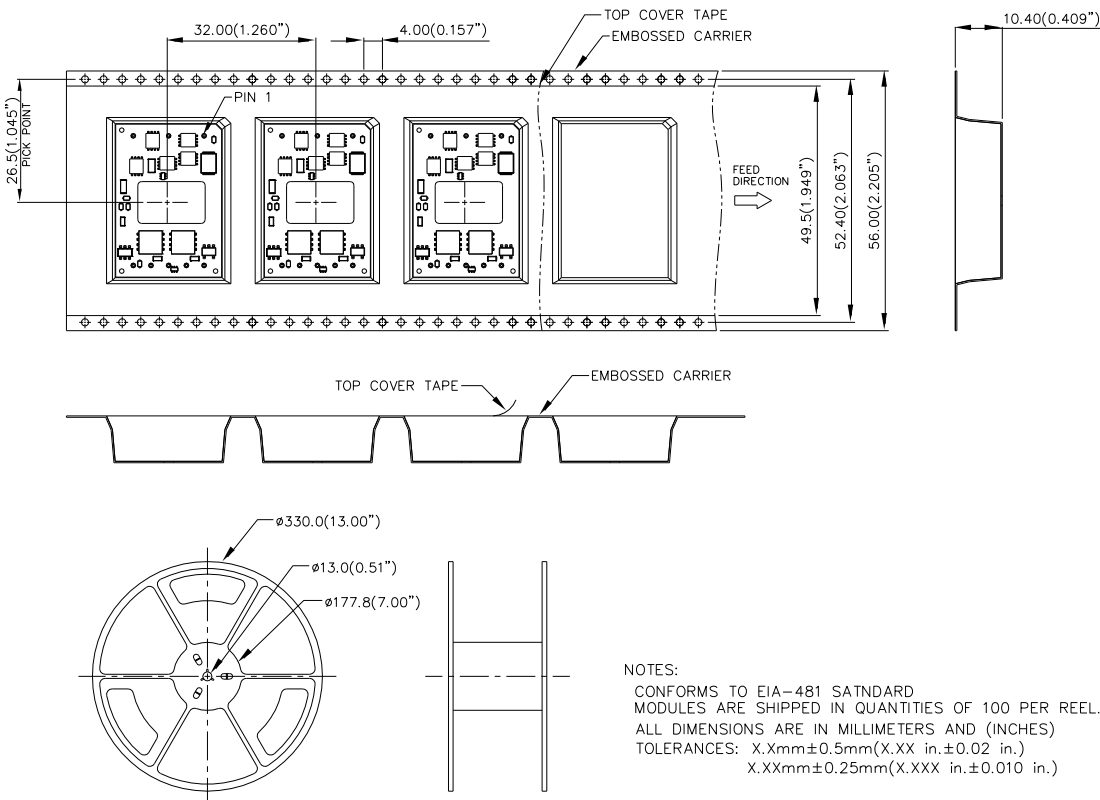 32.00(1.260”)
4.00(0.157”)
TOP COVER TAPE
EMBOSSED CARRIER
10.40(0.409”)
26.5(1.045”)
PICK POINT
PIN 1
FEED
DIRECTION
49.5(1.949”)
52.40(2.063”)
56.00(2.205”)
TOP COVER TAPE
EMBOSSED CARRIER
ø330.0(13.00”)
ø13.0(0.51”)
ø177.8(7.00”)
NOTES:
CONFORMS TO EIA-481 SATNDARD
MODULES ARE SHIPPED IN QUANTITIES OF 100 PER REEL.
ALL DIMENSIONS ARE IN MILLIMETERS AND (INCHES)
TOLERANCES: X.Xmm±0.5mm(X.XX in.±0.02 in.)
X.XXmm±0.25mm(X.XXX in.±0.010 in.)